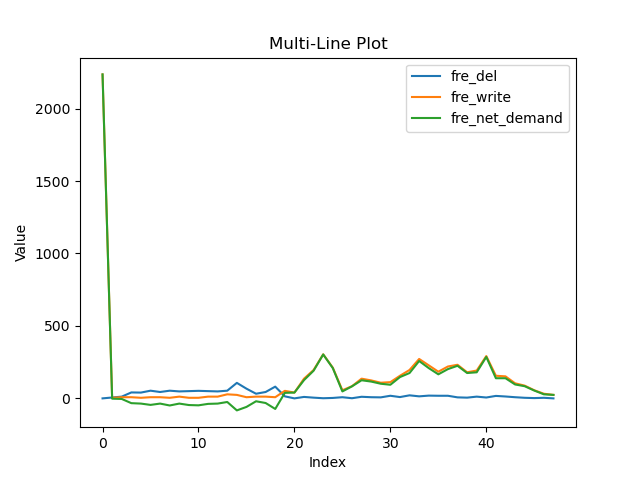 Multi-Line Plot
fre_del
fre_write
fre_net_demand
Value
2000
1500
1000
500
0
0 10 20 30 40
Index